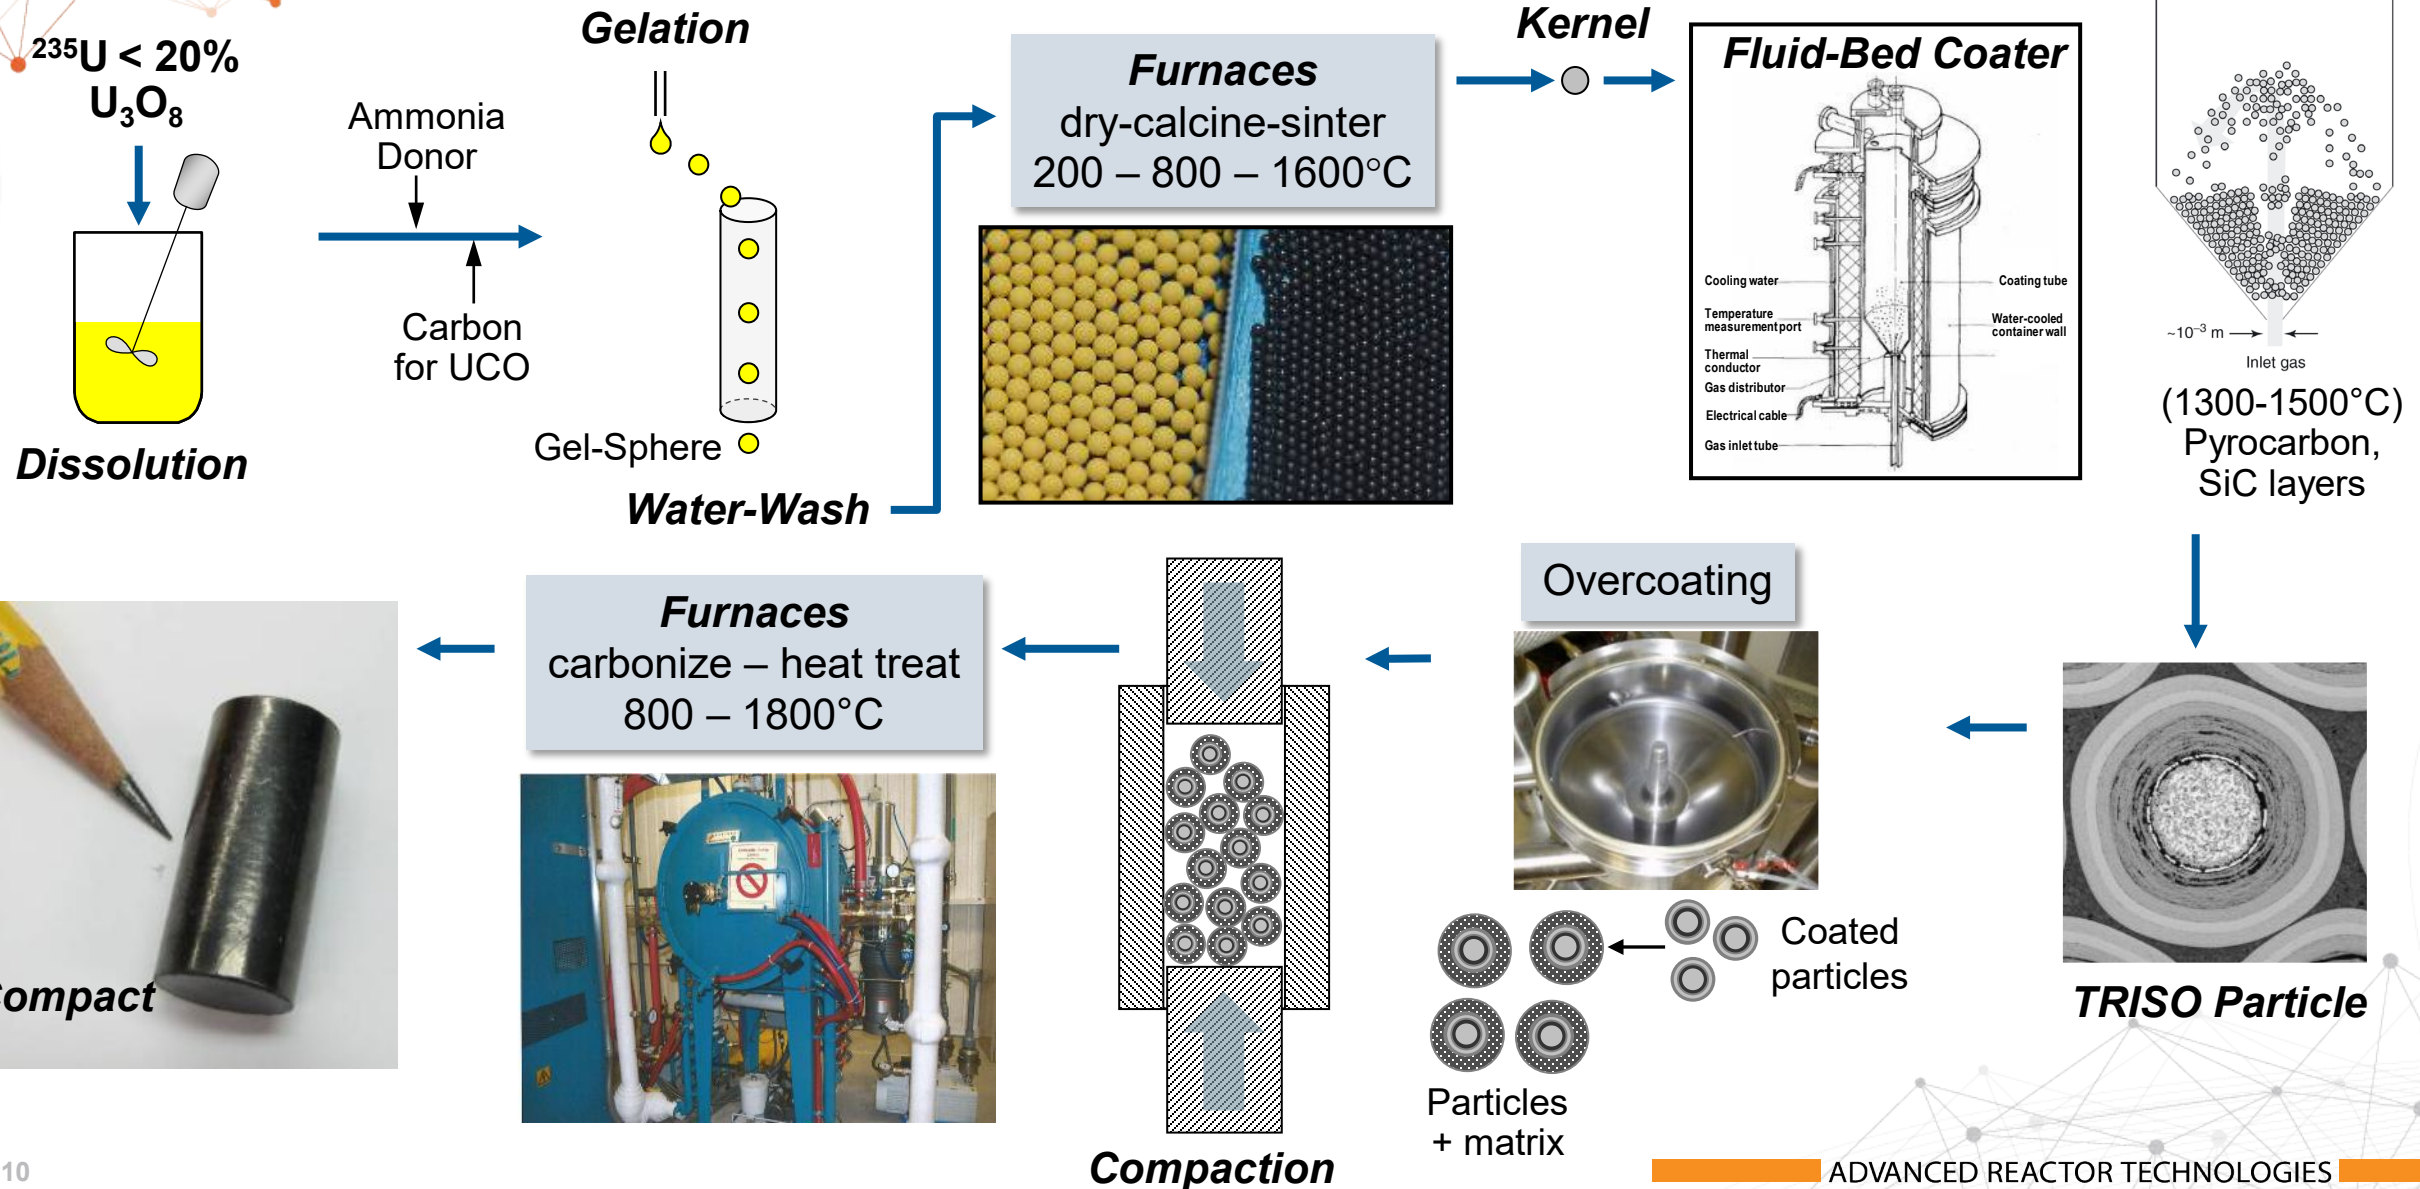 ²³⁵U < 20%
U₃O₈
Dissolution
Ammonia
Donor
Carbon
for UCO
Gelation
Gel-Sphere
Water-Wash
Furnaces
dry-calcine-sinter
200 – 800 – 1600°C
Kernel
Fluid-Bed Coater
Cooling water
Temperature
measurement port
Thermal
conductor
Gas distributor
Electrical cable
Gas inlet tube
Coating tube
Water-cooled
container wall
~10⁻³ m
Inlet gas
(1300-1500°C)
Pyrocarbon,
SiC layers
TRISO Particle
Overcoating
Coated
particles
Particles
+ matrix
Compaction
Furnaces
carbonize – heat treat
800 – 1800°C
Compact
10
ADVANCED REACTOR TECHNOLOGIES